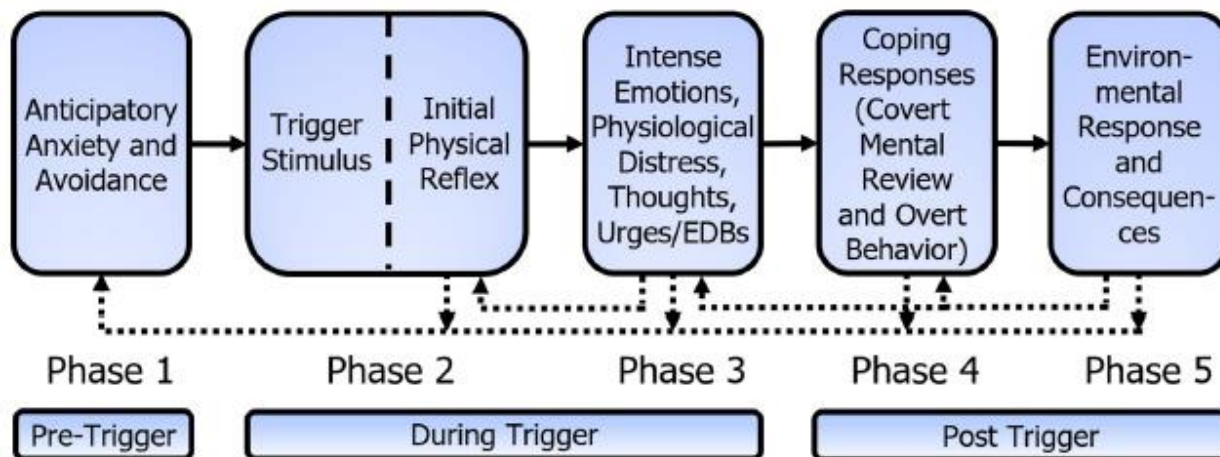 Anticipatory
Anxiety and
Avoidance
Trigger
Stimulus
Initial
Physical
Reflex
Intense
Emotions,
Physiological
Distress,
Thoughts,
Urges/EDBs
Coping
Responses
(Covert
Mental
Review
and Overt
Behavior)
Environ-
mental
Response
and
Consequen-
ces
Phase 1
Phase 2
Phase 3
Phase 4
Phase 5
Pre-Trigger
During Trigger
Post Trigger